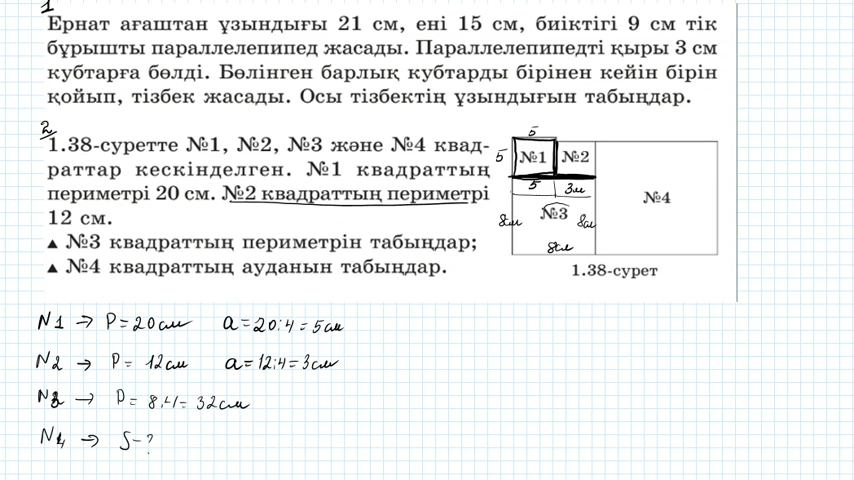 1
Ернат ағаштан ұзындығы 21 см, ені 15 см, биіктігі 9 см тік
бұрышты параллелепипед жасады. Параллелепипедті қыры 3 см
кубтарға бөлді. Бөлінген барлық кубтарды бірінен кейін бірін
қойып, тізбек жасады. Осы тізбектің ұзындығын табыңдар.
2
1.38-суретте №1, №2, №3 және №4 квад-
раттар кескінделген. №1 квадраттың
периметрі 20 см. №2 квадраттың периметрі
12 см.
▲ №3 квадраттың периметрін табыңдар;
▲ №4 квадраттың ауданын табыңдар.
5
5 №1 №2
5 3см
№4
8см №3 8см
8см
1.38-сурет
N1 → P=20см a=20:4=5см
N2 → P= 12см a=12:4=3см
N3 → P= 8·4= 32см
N4 → S-?